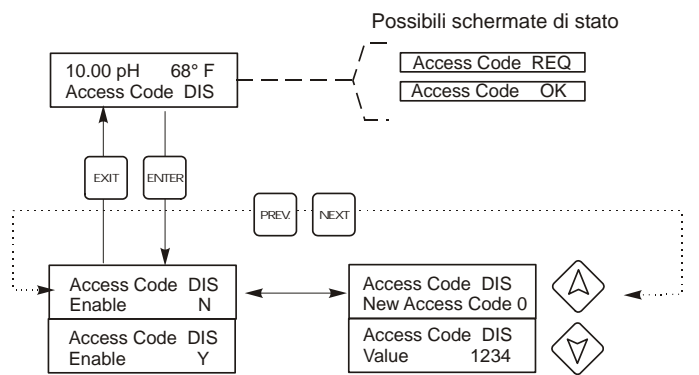 Possibili schermate di stato
10.00 pH 68° F
Access Code DIS
Access Code REQ
Access Code OK
EXIT
ENTER
PREV.
NEXT
Access Code DIS
Enable N
Access Code DIS
Enable Y
Access Code DIS
New Access Code 0
Access Code DIS
Value 1234